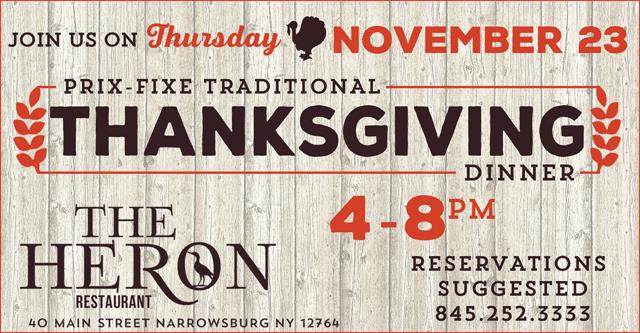 JOIN US ON Thursday NOVEMBER 23
PRIX-FIXE TRADITIONAL
THANKSGIVING
DINNER
4-8PM
THE
HERON
RESTAURANT
40 MAIN STREET NARROWSBURG NY 12764
RESERVATIONS
SUGGESTED
845.252.3333